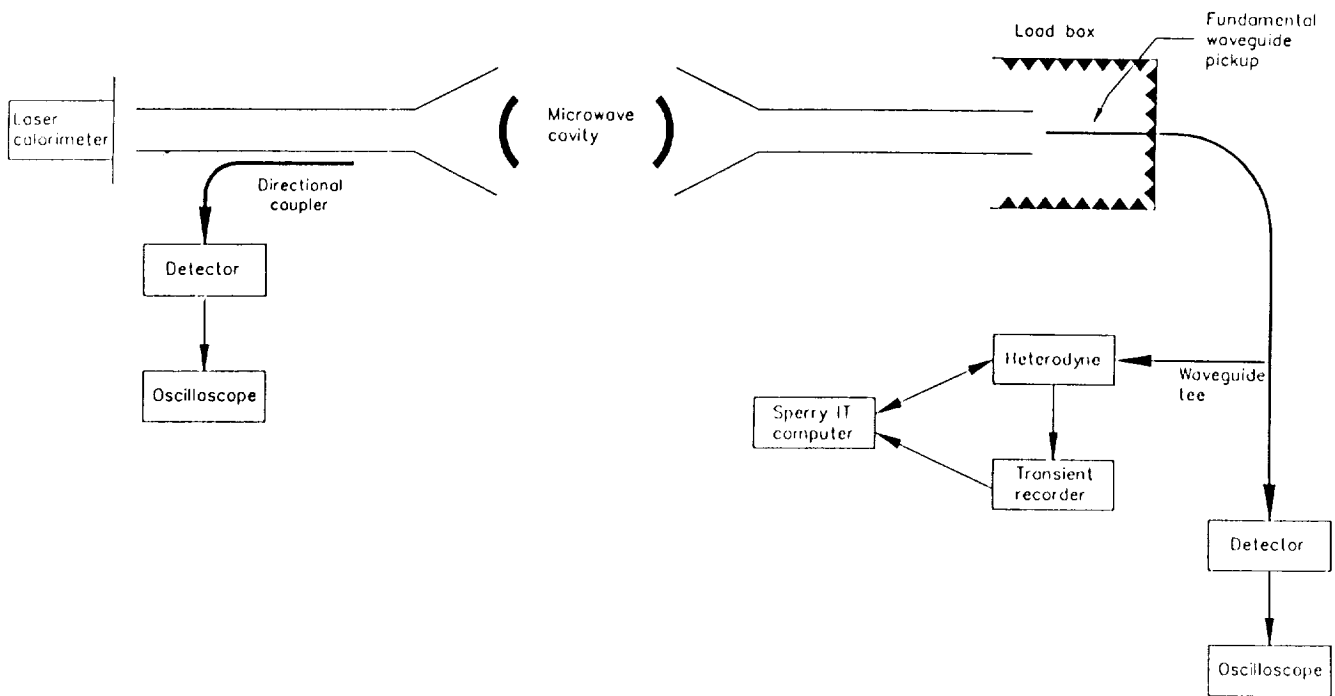 Fundamental
waveguide
pickup
Load box
Laser
calorimeter
Microwave
cavity
Directional
coupler
Detector
Oscilloscope
Heterodyne
Waveguide
tee
Sperry IT
computer
Transient
recorder
Detector
Oscilloscope